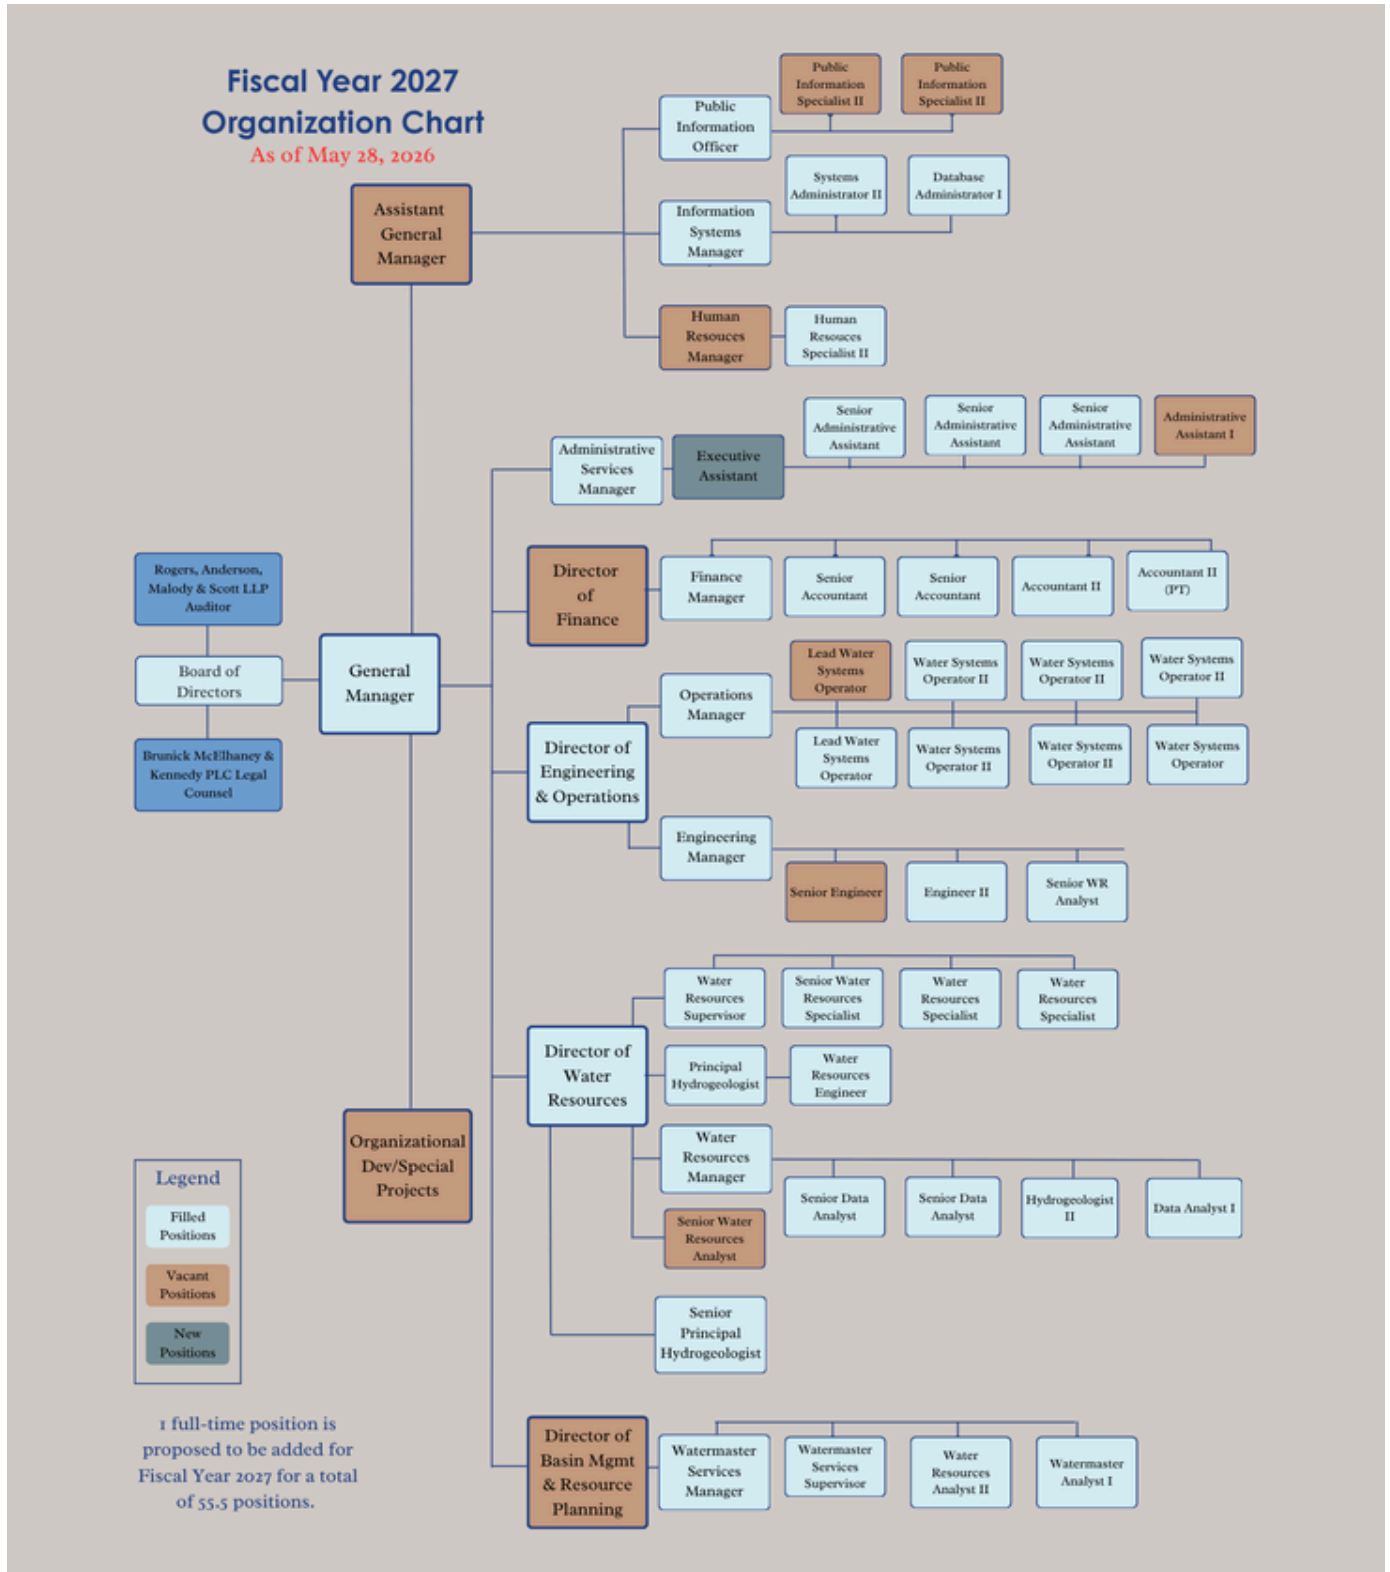 Fiscal Year 2027
Organization Chart
As of May 28, 2026
Public
Information
Specialist II
Public
Information
Specialist II
Public
Information
Officer
Systems
Administrator II
Database
Administrator I
Assistant
General
Manager
Information
Systems
Manager
Human
Resouces
Manager
Human
Resouces
Specialist II
Administrative
Services
Manager
Executive
Assistant
Senior
Administrative
Assistant
Senior
Administrative
Assistant
Senior
Administrative
Assistant
Administrative
Assistant I
Rogers, Anderson,
Malody & Scott LLP
Auditor
Board of
Directors
Brunick McElhaney &
Kennedy PLC Legal
Counsel
General
Manager
Director
of
Finance
Finance
Manager
Senior
Accountant
Senior
Accountant
Accountant II
Accountant II
(PT)
Director of
Engineering
& Operations
Operations
Manager
Lead Water
Systems
Operator
Water Systems
Operator II
Water Systems
Operator II
Water Systems
Operator II
Lead Water
Systems
Operator
Water Systems
Operator II
Water Systems
Operator II
Water Systems
Operator
Engineering
Manager
Senior Engineer
Engineer II
Senior WR
Analyst
Director of
Water
Resources
Water
Resources
Supervisor
Senior Water
Resources
Specialist
Water
Resources
Specialist
Water
Resources
Specialist
Principal
Hydrogeologist
Water
Resources
Engineer
Water
Resources
Manager
Senior Data
Analyst
Senior Data
Analyst
Hydrogeologist
II
Data Analyst I
Senior Water
Resources
Analyst
Senior
Principal
Hydrogeologist
Organizational
Dev/Special
Projects
Director of
Basin Mgmt
& Resource
Planning
Watermaster
Services
Manager
Watermaster
Services
Supervisor
Water
Resources
Analyst II
Watermaster
Analyst I
Legend
Filled
Positions
Vacant
Positions
New
Positions
1 full-time position is
proposed to be added for
Fiscal Year 2027 for a total
of 55.5 positions.